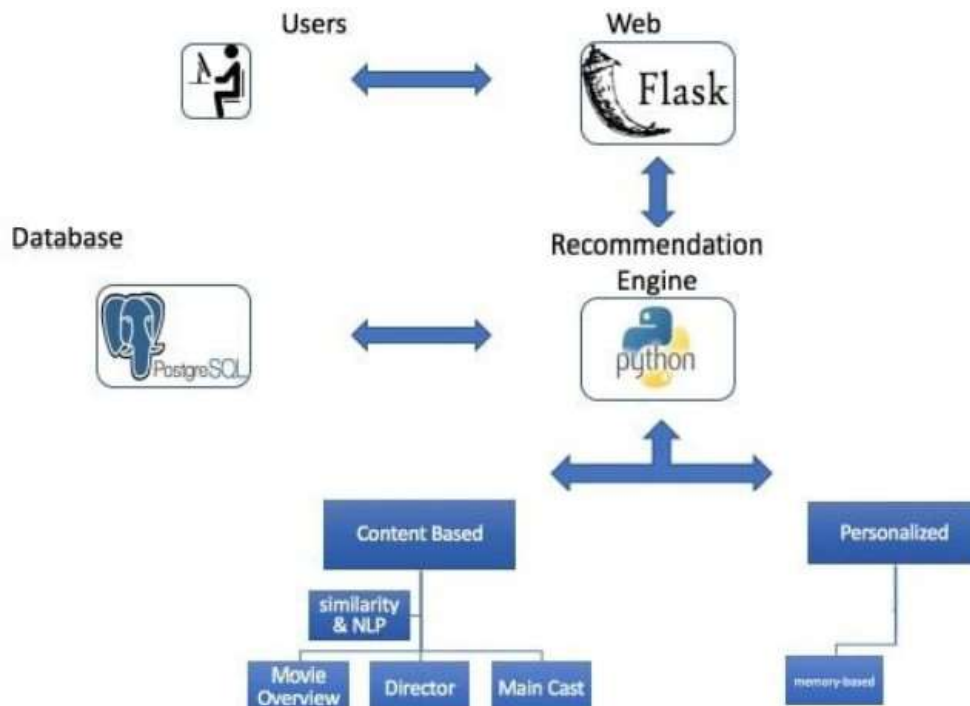 Users
Web
Flask
Database
Recommendation
Engine
PostgreSQL
python
Content Based
Personalized
similarity
& NLP
Movie
Overview
Director
Main Cast
memory-based